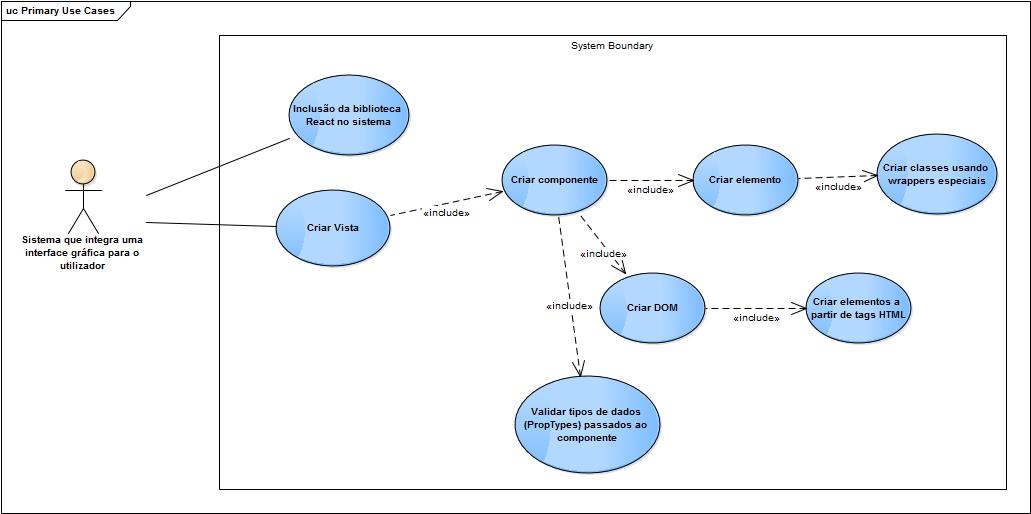 uc Primary Use Cases
System Boundary
Inclusão da biblioteca
React no sistema
Sistema que integra uma
interface gráfica para o
utilizador
Criar Vista
«include»
Criar componente
«include»
Criar elemento
«include»
Criar classes usando
wrappers especiais
«include»
Criar DOM
«include»
Criar elementos a
partir de tags HTML
«include»
Validar tipos de dados
(PropTypes) passados ao
componente